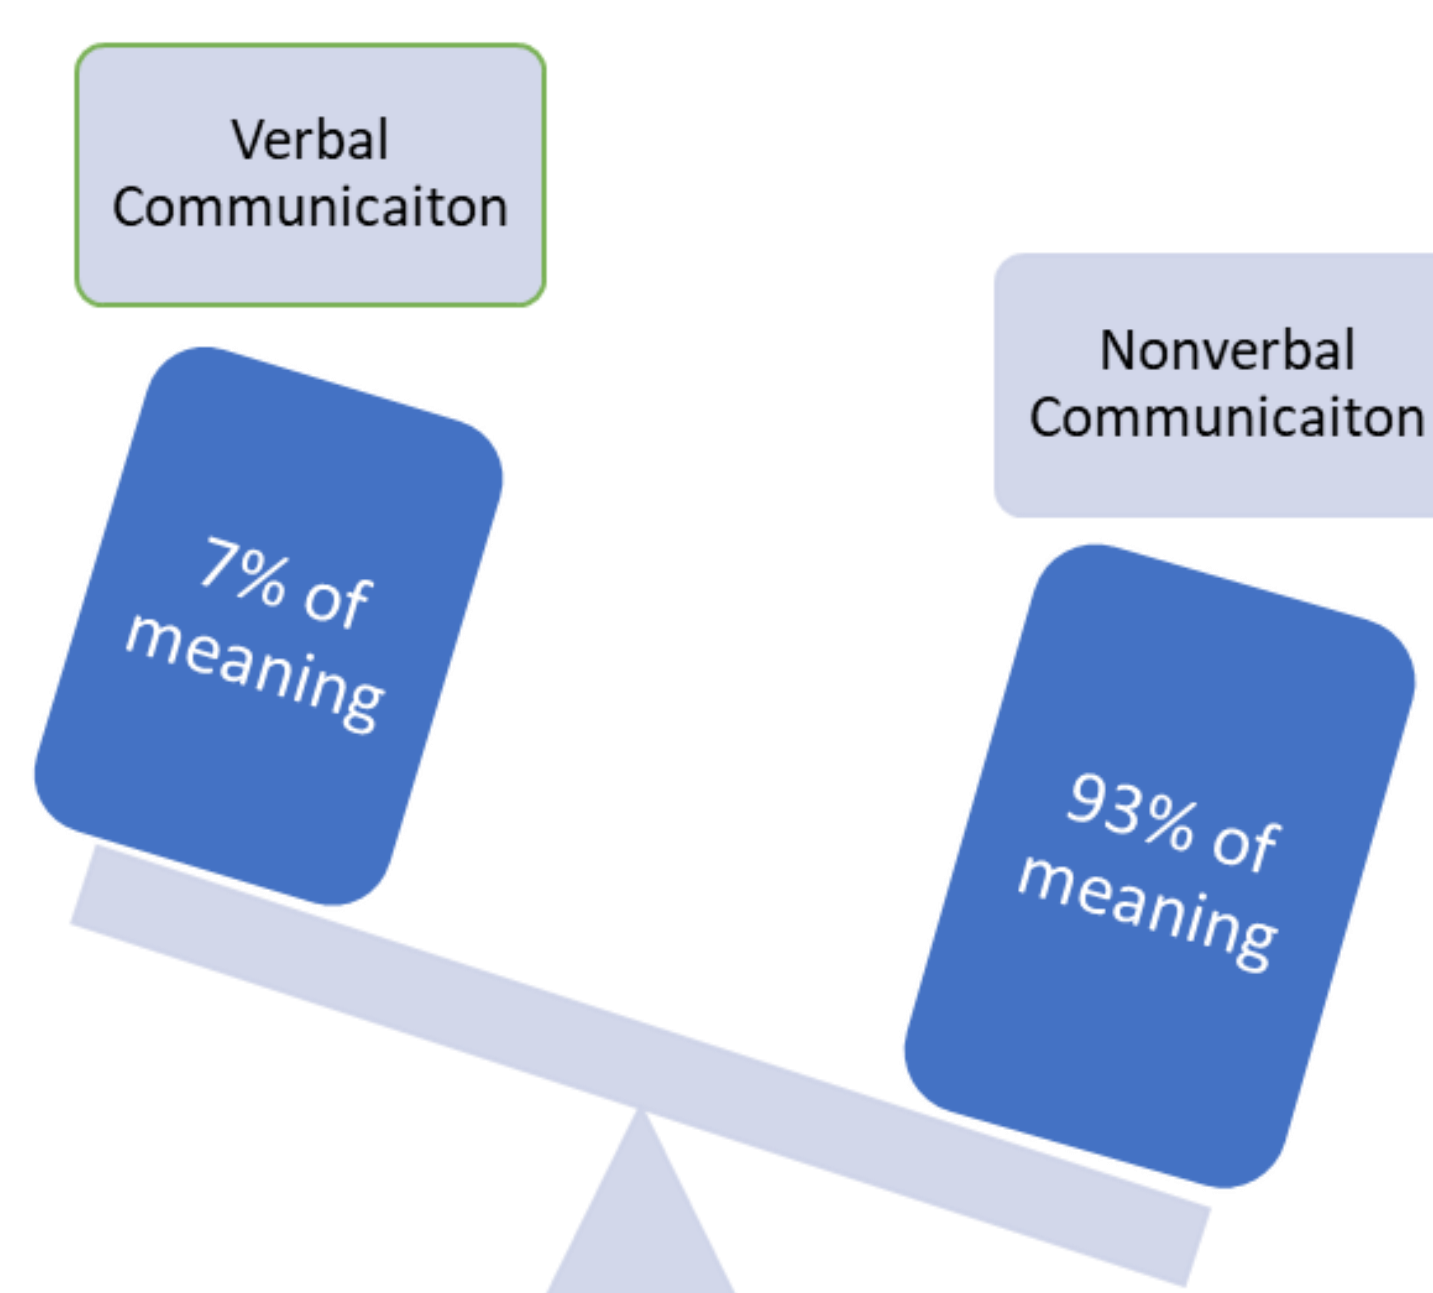 Verbal
Communicaiton
Nonverbal
Communicaiton
7% of
meaning
93% of
meaning